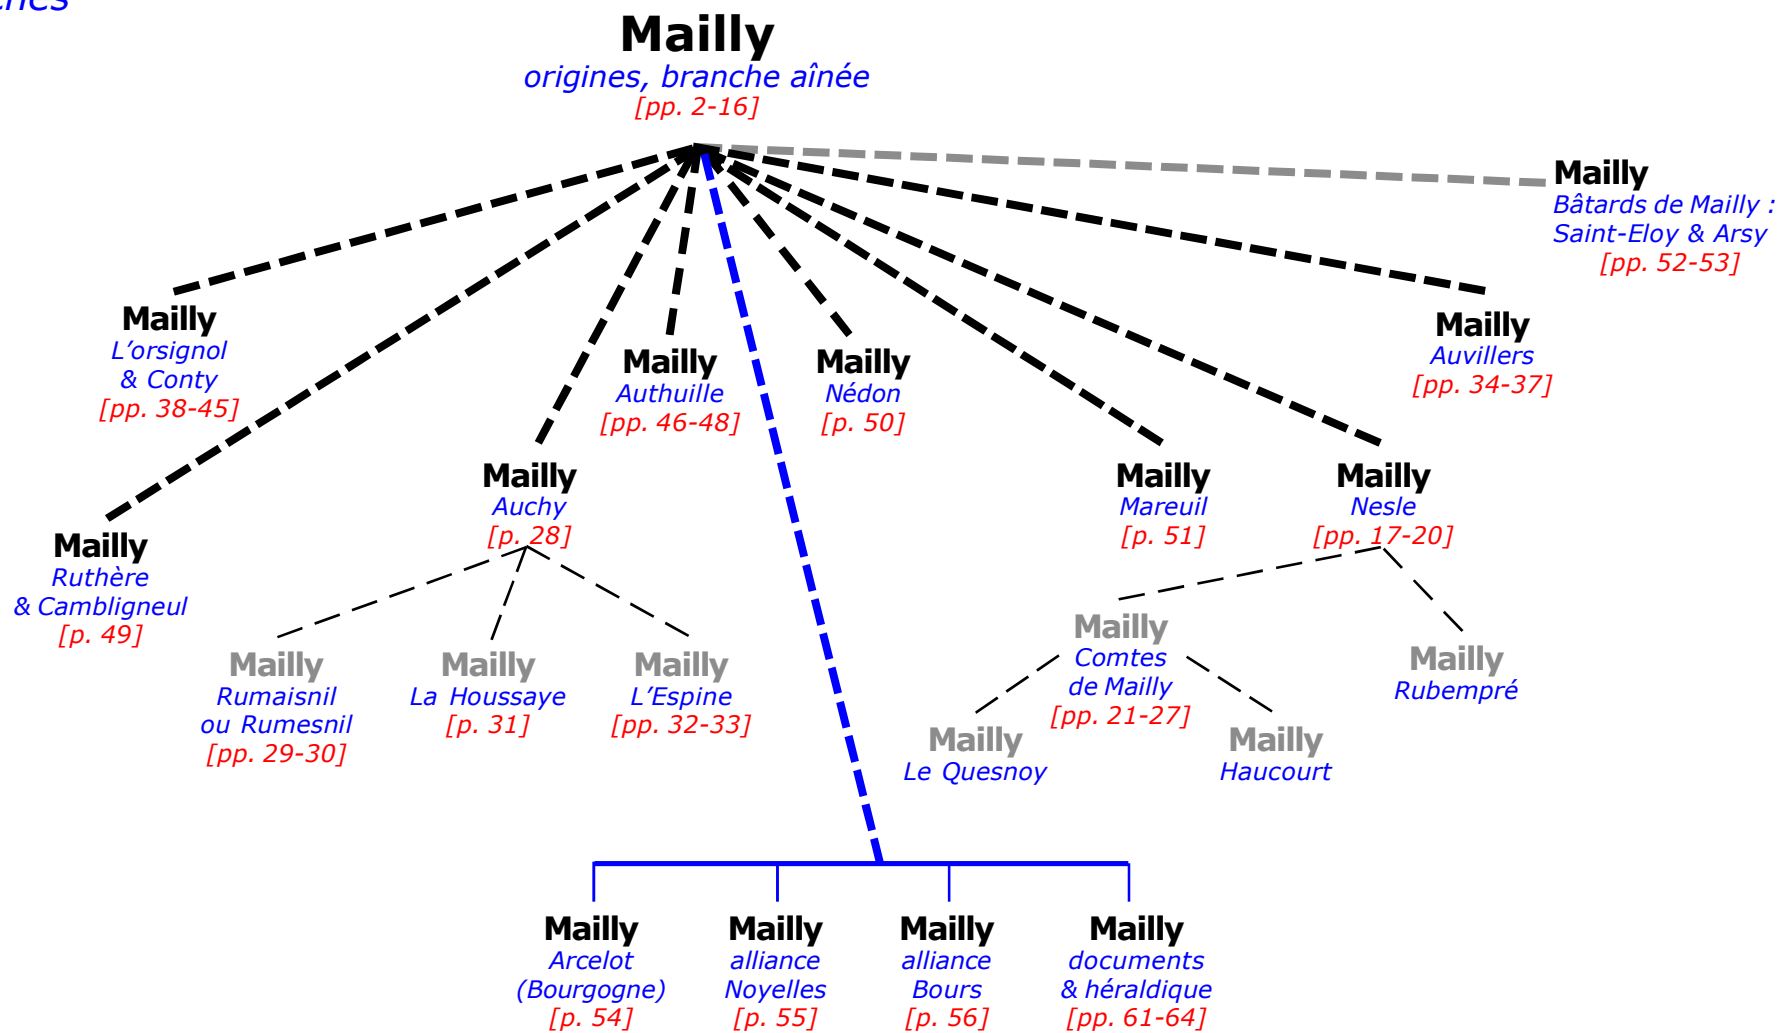 Mailly
origines, branche aînée
[pp. 2-16]
Mailly
Bâtards de Mailly :
Saint-Eloy & Arsy
[pp. 52-53]
Mailly
L'orsignol
& Conty
[pp. 38-45]
Mailly
Authuille
[pp. 46-48]
Mailly
Nédon
[p. 50]
Mailly
Auvillers
[pp. 34-37]
Mailly
Ruthère
& Cambligneul
[p. 49]
Mailly
Auchy
[p. 28]
Mailly
Mareuil
[p. 51]
Mailly
Nesle
[pp. 17-20]
Mailly
Rumaisnil
ou Rumesnil
[pp. 29-30]
Mailly
La Houssaye
[p. 31]
Mailly
L'Espine
[pp. 32-33]
Mailly
Comtes
de Mailly
[pp. 21-27]
Mailly
Rubempré
Mailly
Le Quesnoy
Mailly
Haucourt
Mailly
Arcelot
(Bourgogne)
[p. 54]
Mailly
alliance
Noyelles
[p. 55]
Mailly
alliance
Bours
[p. 56]
Mailly
documents
& héraldique
[pp. 61-64]